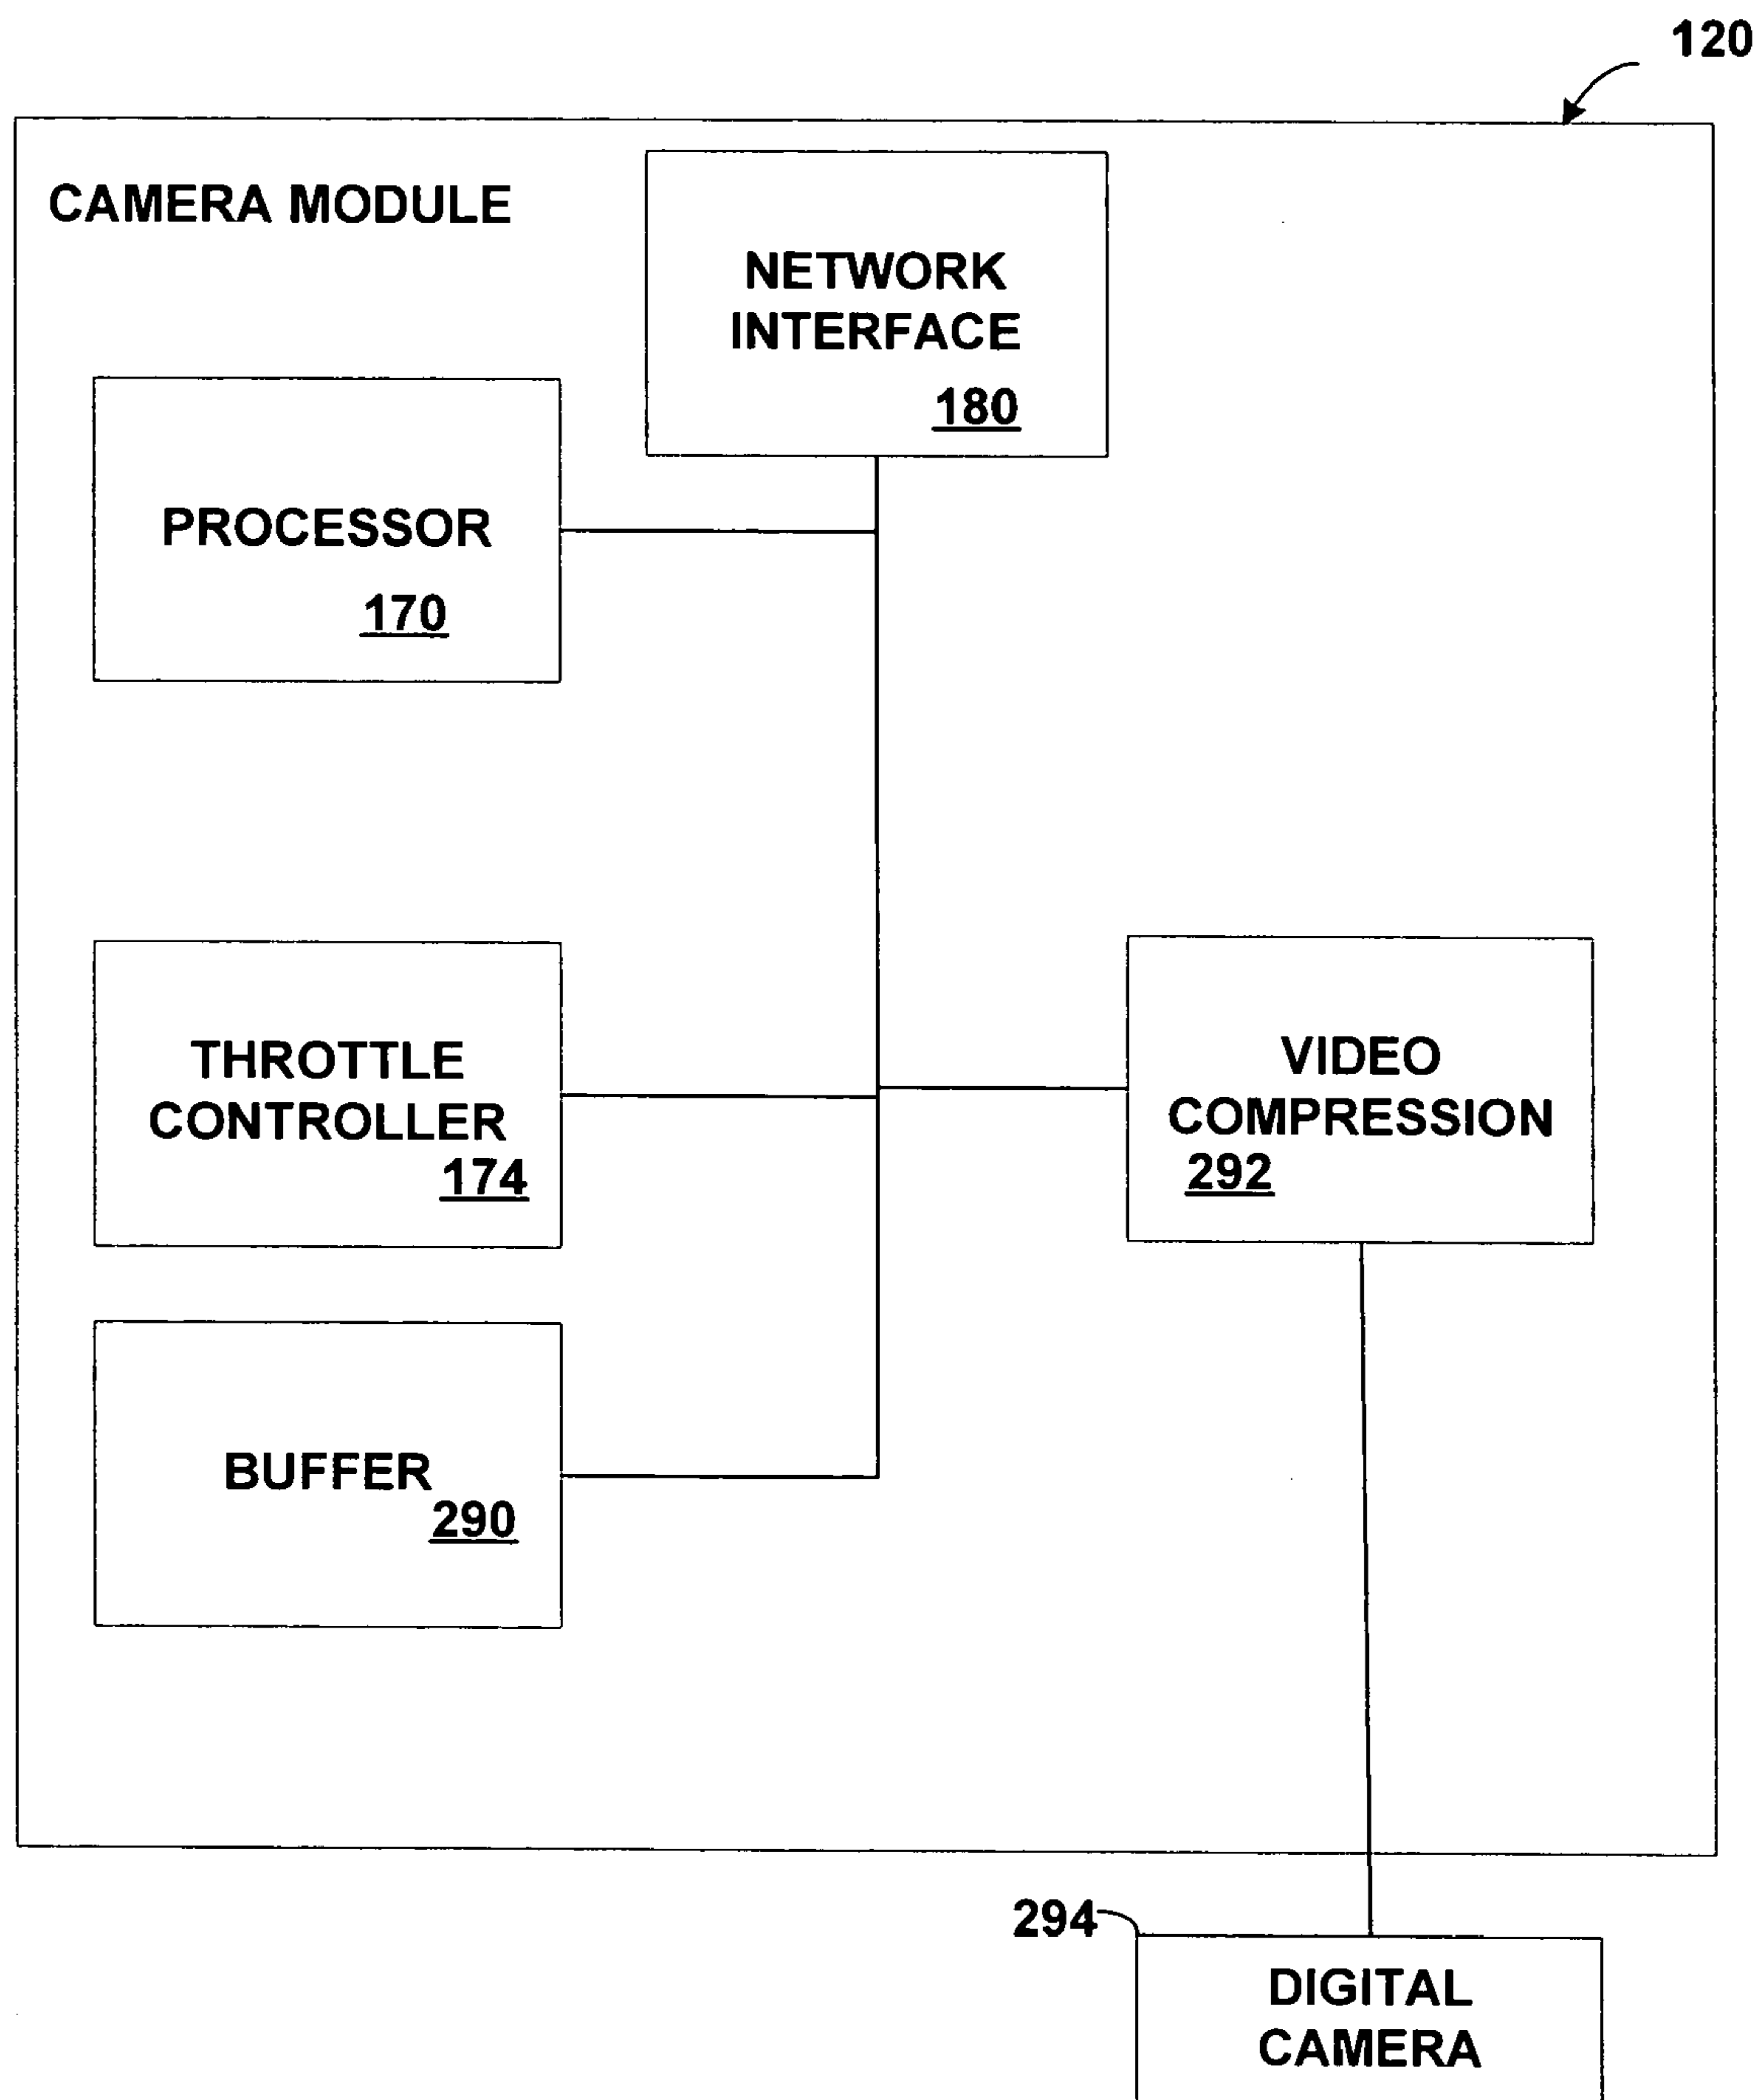 120
CAMERA MODULE
NETWORK
INTERFACE
180
PROCESSOR
170
THROTTLE
CONTROLLER
174
VIDEO
COMPRESSION
292
BUFFER
290
294
DIGITAL
CAMERA